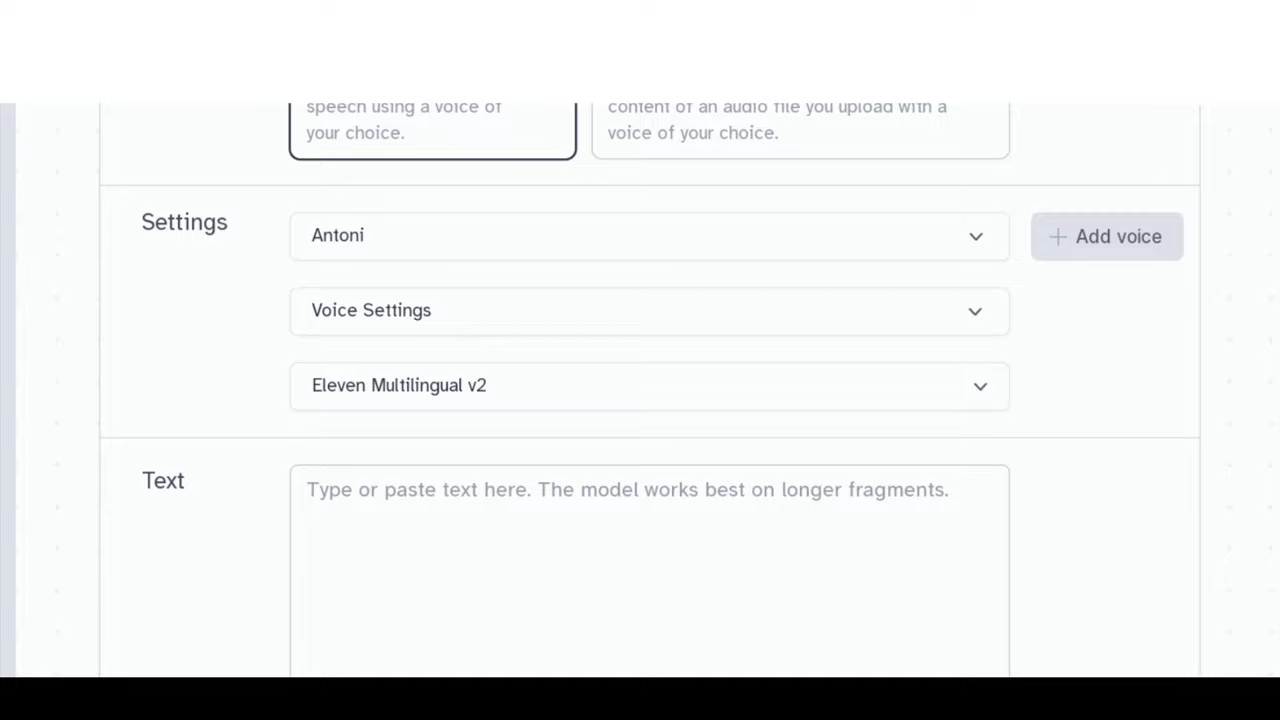 speech using a voice of
your choice.
content of an audio file you upload with a
voice of your choice.
Settings
Antoni
Add voice
Voice Settings
Eleven Multilingual v2
Text
Type or paste text here. The model works best on longer fragments.